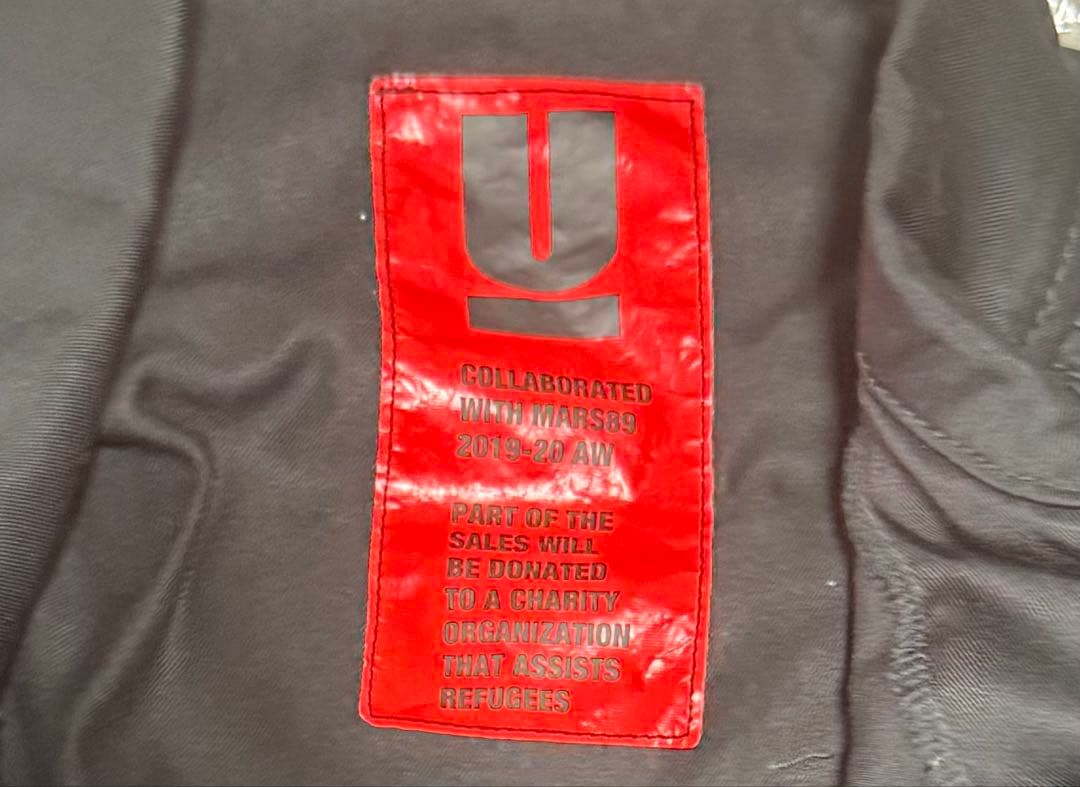 U
COLLABORATED
WITH MARS89
2019-20 AW
PART OF THE
SALES WILL
BE DONATED
TO A CHARITY
ORGANIZATION
THAT ASSISTS
REFUGEES